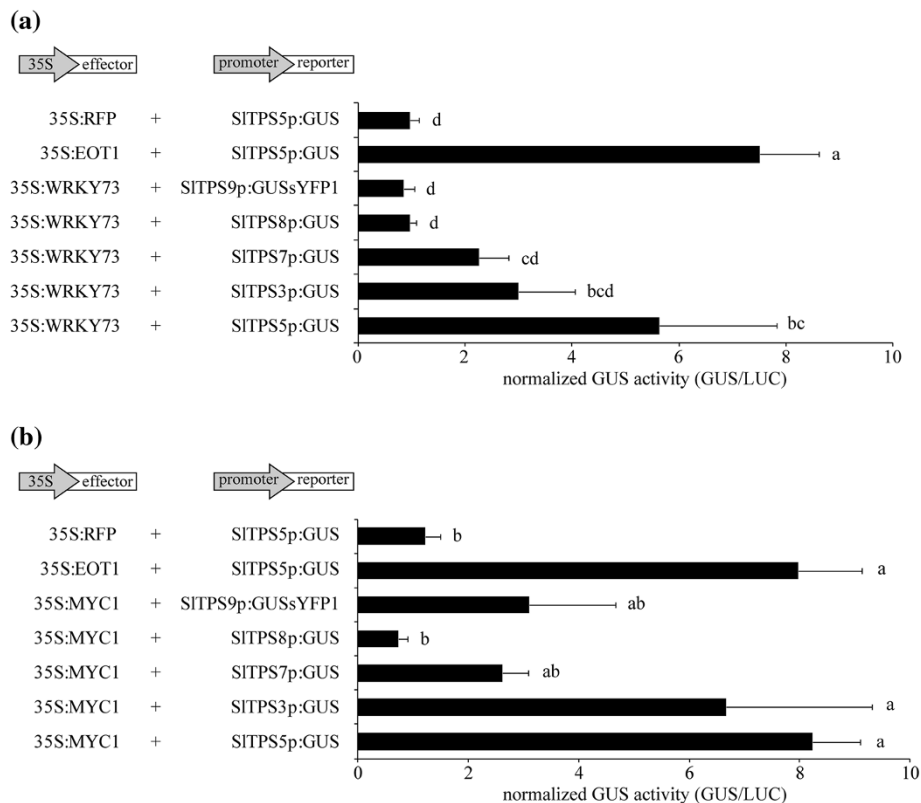 (a)
35S effector promoter reporter
35S:RFP + SlTPS5p:GUS d
35S:EOT1 + SlTPS5p:GUS a
35S:WRKY73 + SlTPS9p:GUSsYFP1 d
35S:WRKY73 + SlTPS8p:GUS d
35S:WRKY73 + SlTPS7p:GUS cd
35S:WRKY73 + SlTPS3p:GUS bcd
35S:WRKY73 + SlTPS5p:GUS bc
0 2 4 6 8 10
normalized GUS activity (GUS/LUC)
(b)
35S effector promoter reporter
35S:RFP + SlTPS5p:GUS b
35S:EOT1 + SlTPS5p:GUS a
35S:MYC1 + SlTPS9p:GUSsYFP1 ab
35S:MYC1 + SlTPS8p:GUS b
35S:MYC1 + SlTPS7p:GUS ab
35S:MYC1 + SlTPS3p:GUS a
35S:MYC1 + SlTPS5p:GUS a
0 2 4 6 8 10
normalized GUS activity (GUS/LUC)